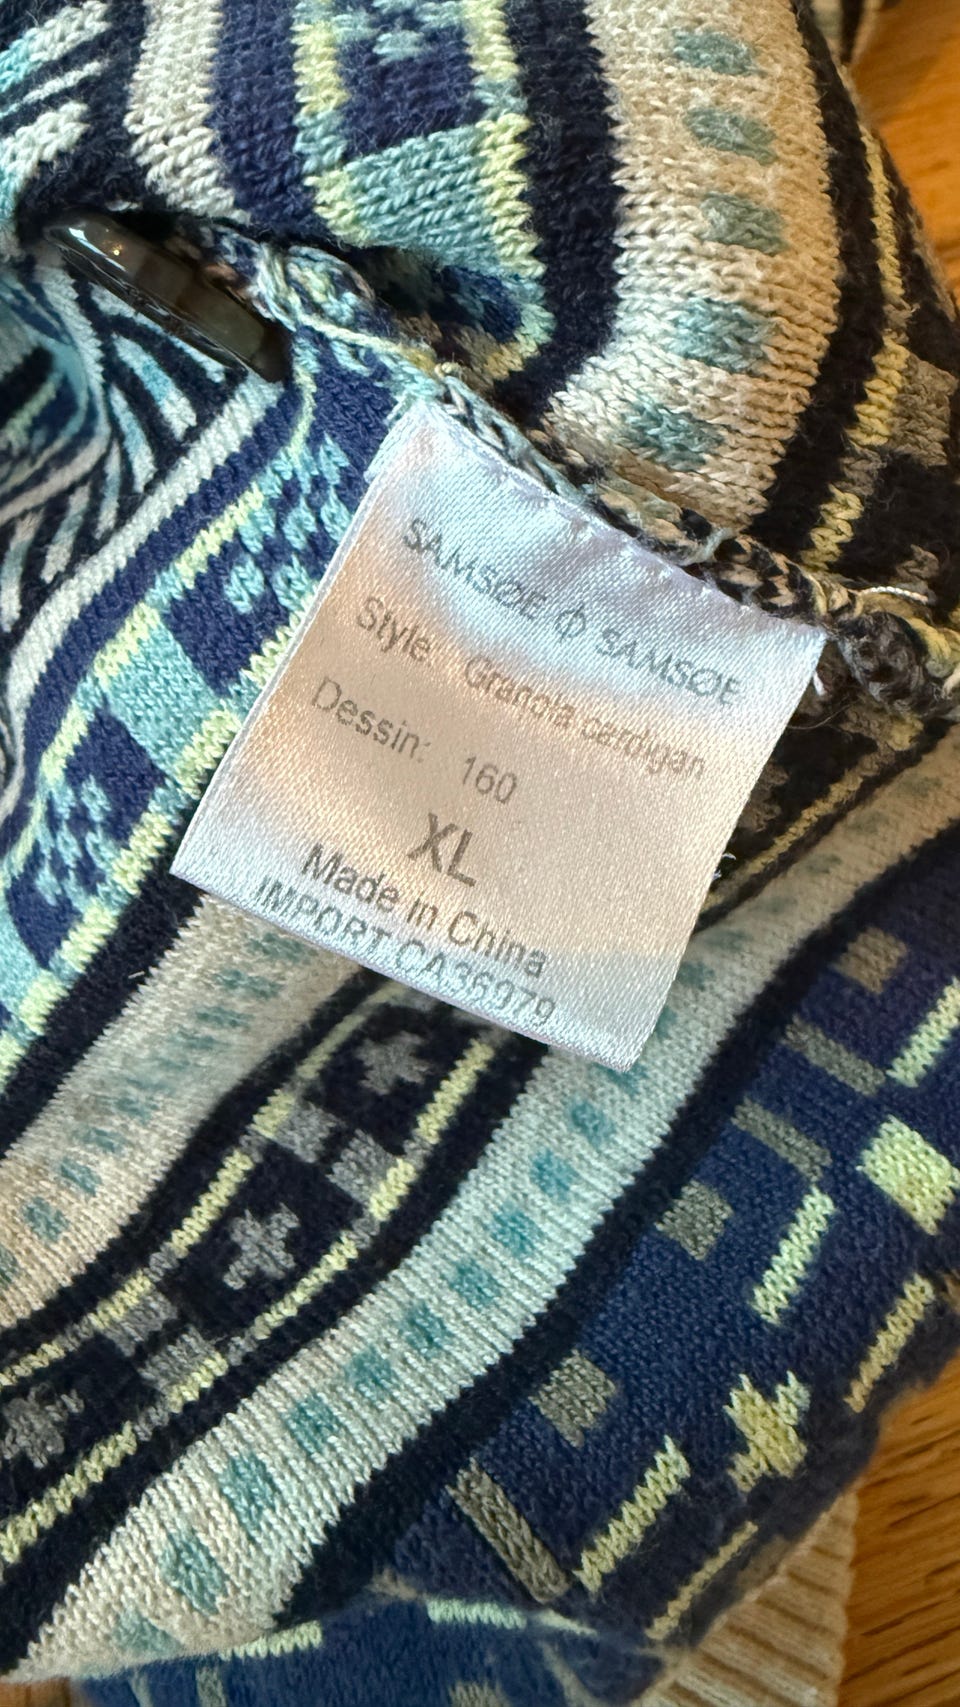 SAMSØE Φ SAMSØE
Style: Granola cardigan
Dessin: 160
XL
Made in China
IMPORT CA36979